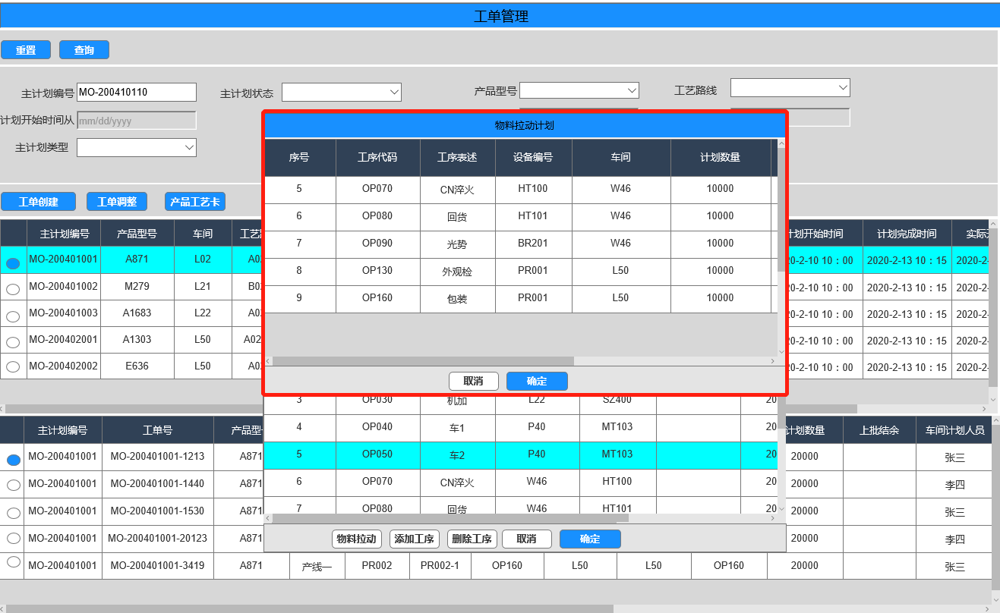 工单管理
重置 查询
主计划编号 MO-200410110 主计划状态 产品型号 工艺路线
计划开始时间从 mm/dd/yyyy
主计划类型
物料拉动计划
序号 工序代码 工序表述 设备编号 车间 计划数量
5 OP070 CN淬火 HT100 W46 10000
6 OP080 回货 HT101 W46 10000
7 OP090 光势 BR201 W46 10000
8 OP130 外观检 PR001 L50 10000
9 OP160 包装 PR001 L50 10000
取消 确定
工单创建 工单调整 产品工艺卡
主计划编号 产品型号 车间 工艺 计划开始时间 计划完成时间 实际
MO-200401001 A871 L02 A0 20-2-10 10：00 2020-2-13 10：15 2020-2-
MO-200401002 M279 L21 B0 20-2-10 10：00 2020-2-13 10：15 2020-2-
MO-200401003 A1683 L22 A0 20-2-10 10：00 2020-2-13 10：15 2020-2-
MO-200402001 A1303 L50 A02 20-2-10 10：00 2020-2-13 10：15 2020-2-
MO-200402002 E636 L50 A0 20-2-10 10：00 2020-2-13 10：15 2020-2-
3 OP030 机加 L22 SZ400 20
4 OP040 车1 P40 MT103 20
5 OP050 车2 P40 MT103 20
6 OP070 CN淬火 W46 HT100 20
7 OP080 回货 W46 HT101 20
物料拉动 添加工序 删除工序 取消 确定
主计划编号 工单号 产品型 计划数量 上批结余 车间计划人员
MO-200401001 MO-200401001-1213 A871 20000 张三
MO-200401001 MO-200401001-1440 A871 20000 李四
MO-200401001 MO-200401001-1530 A871 20000 张三
MO-200401001 MO-200401001-20123 A871 20000 李四
MO-200401001 MO-200401001-3419 A871 产线一 PR002 PR002-1 OP160 L50 L50 OP160 20000 张三